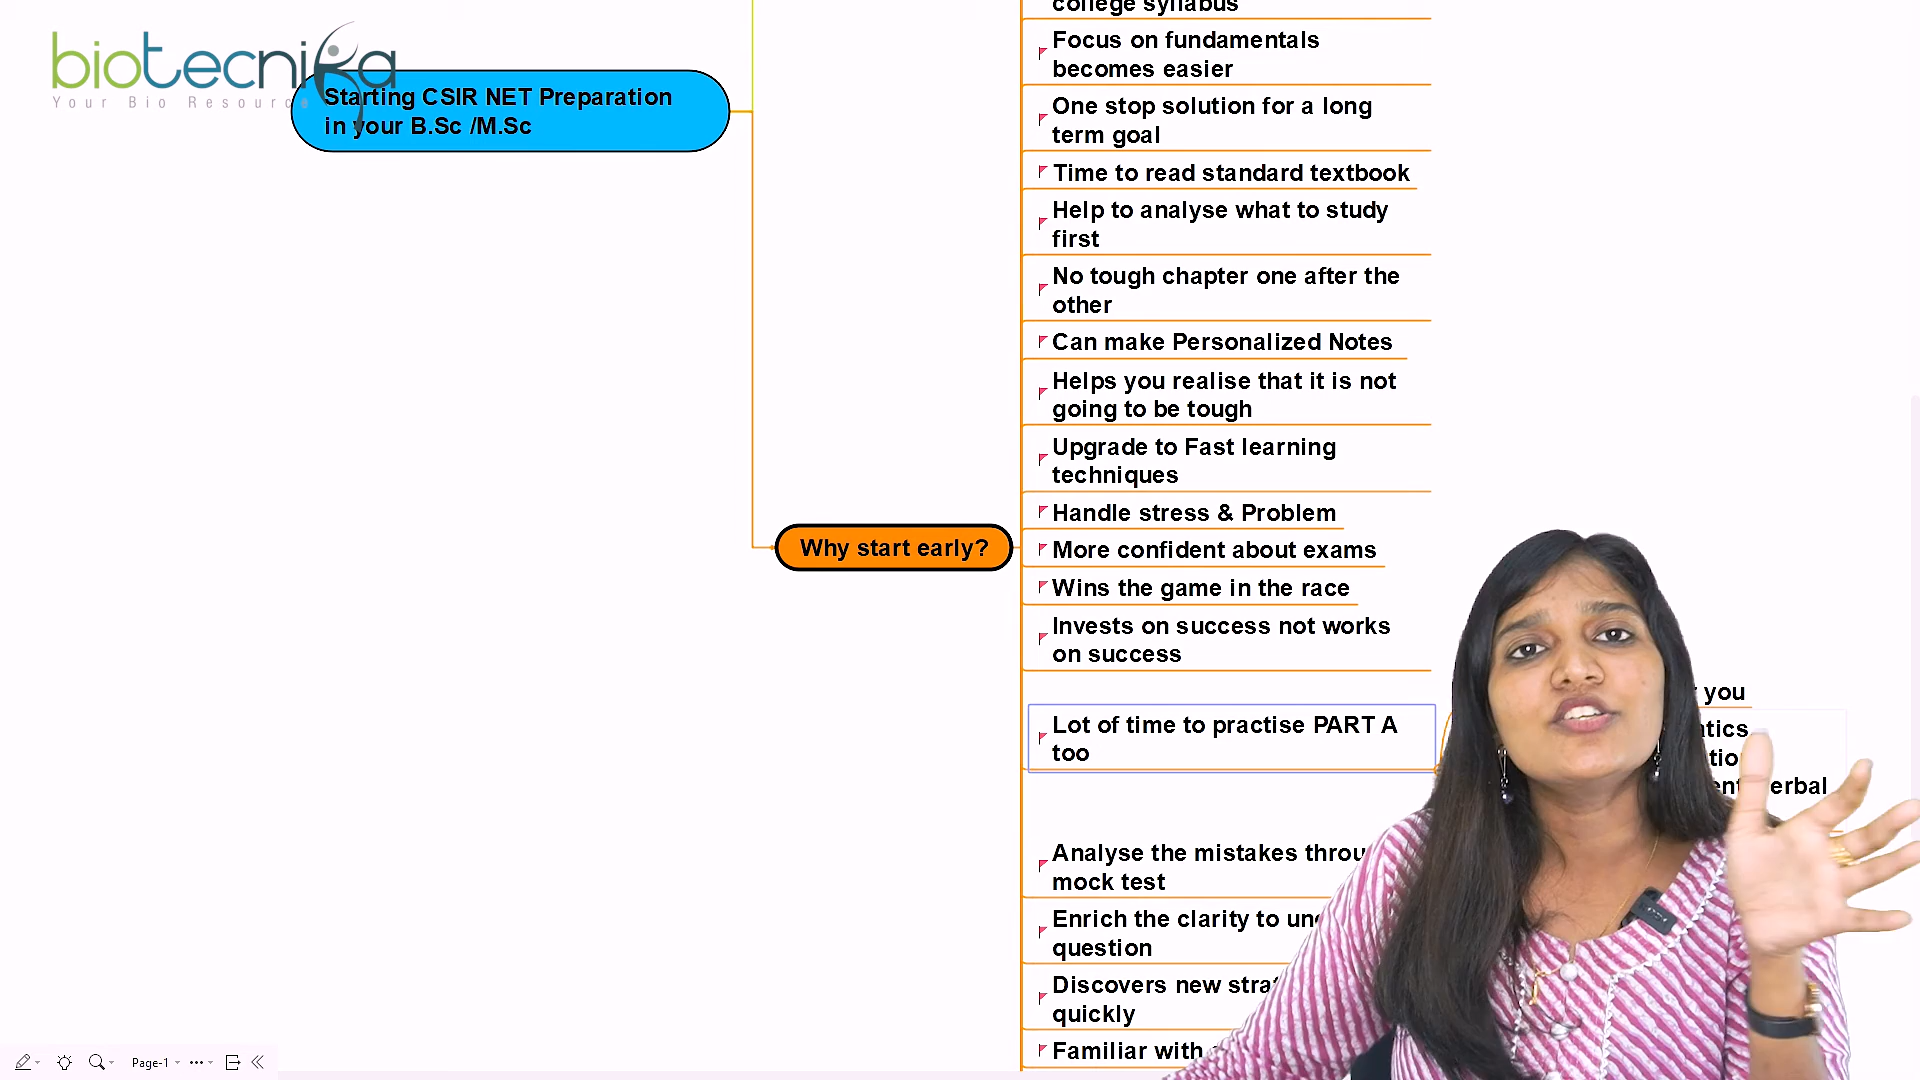 biotecnika
Your Bio Resource
Starting CSIR NET Preparation
in your B.Sc /M.Sc
Why start early?
college syllabus
Focus on fundamentals
becomes easier
One stop solution for a long
term goal
Time to read standard textbook
Help to analyse what to study
first
No tough chapter one after the
other
Can make Personalized Notes
Helps you realise that it is not
going to be tough
Upgrade to Fast learning
techniques
Handle stress & Problem
More confident about exams
Wins the game in the race
Invests on success not works
on success
Lot of time to practise PART A
too
you
Analyse the mistakes
mock test
Enrich the clarity to
question
Discovers new
quickly
Familiar with
Page-1